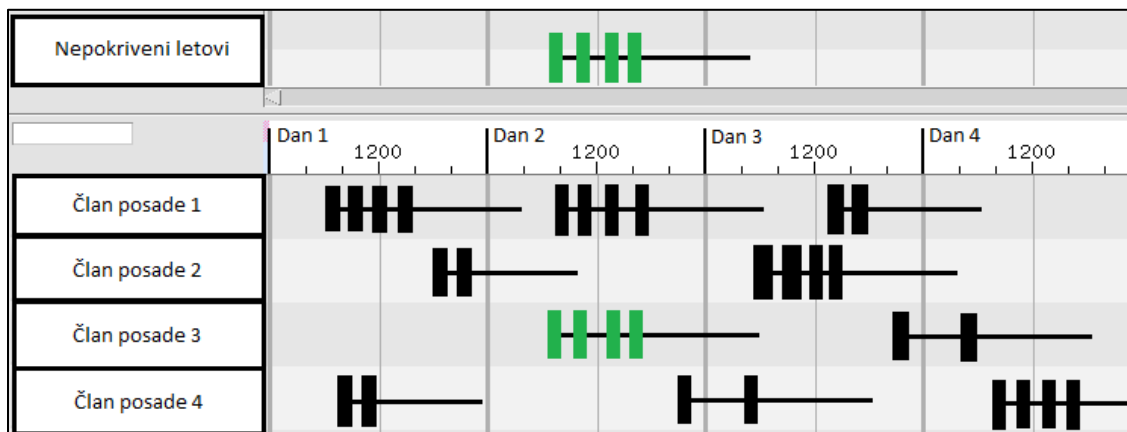 Nepokriveni letovi
Dan 1 Dan 2 Dan 3 Dan 4
1200 1200 1200 1200
Član posade 1
Član posade 2
Član posade 3
Član posade 4